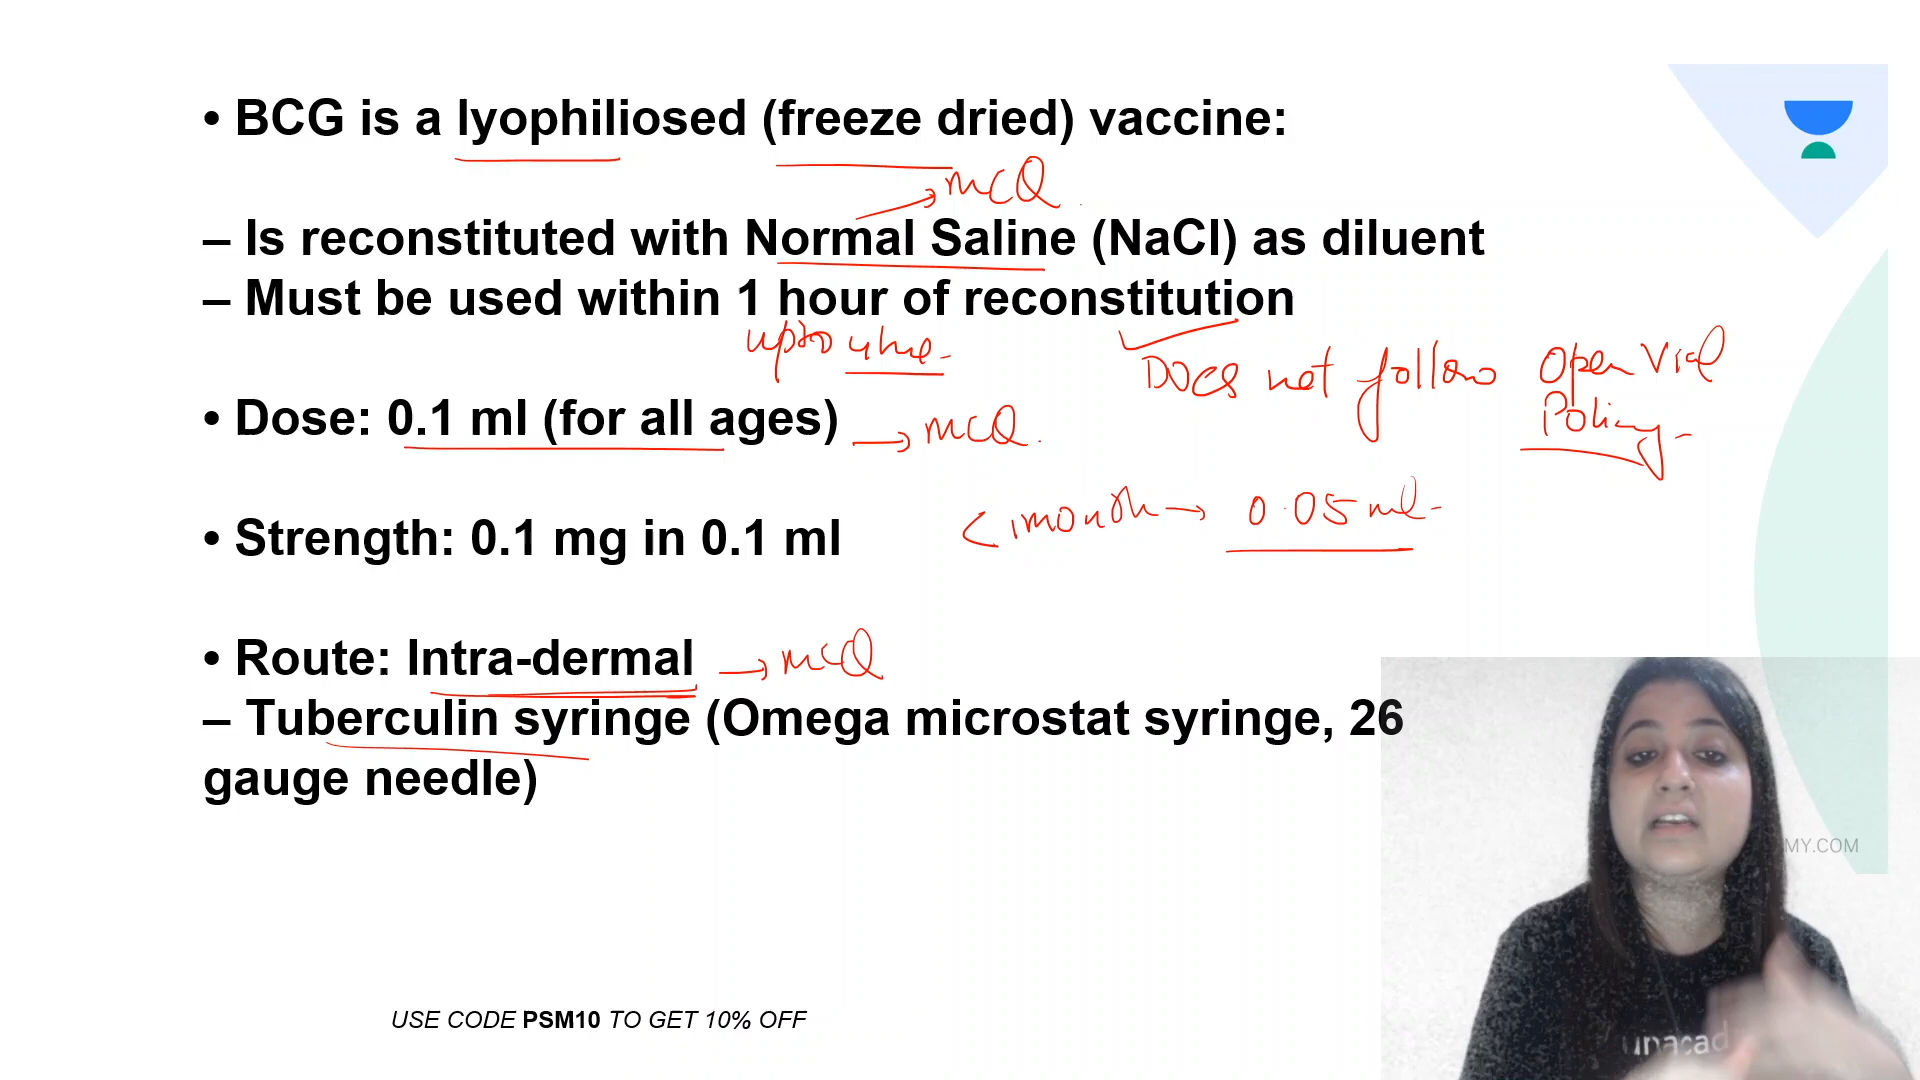 • BCG is a lyophiliosed (freeze dried) vaccine:
MCQ
– Is reconstituted with Normal Saline (NaCl) as diluent
– Must be used within 1 hour of reconstitution
upto 4 hrs
Does not follow Open Vial
Policy
• Dose: 0.1 ml (for all ages) → MCQ
< 1 month → 0.05 ml
• Strength: 0.1 mg in 0.1 ml
• Route: Intra-dermal → MCQ
– Tuberculin syringe (Omega microstat syringe, 26
gauge needle)
MY.COM
unacad
USE CODE PSM10 TO GET 10% OFF